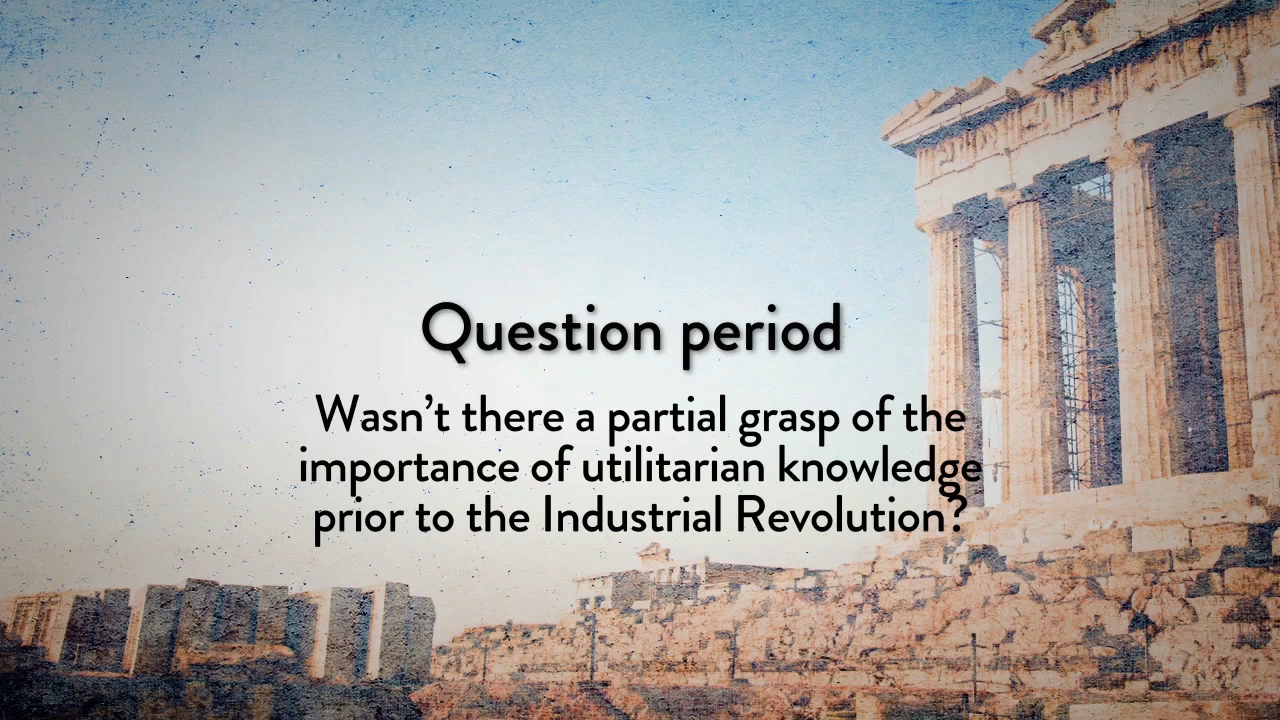 Question period
Wasn’t there a partial grasp of the
importance of utilitarian knowledge
prior to the Industrial Revolution?